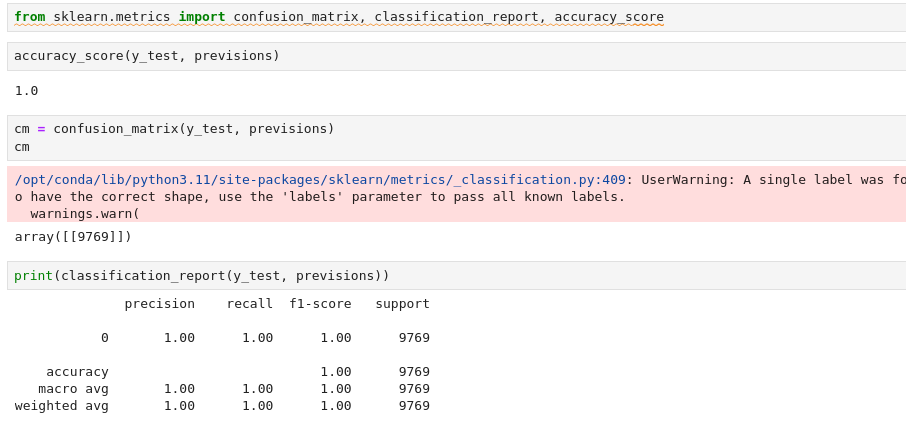 from sklearn.metrics import confusion_matrix, classification_report, accuracy_score
accuracy_score(y_test, previsions)
1.0
cm = confusion_matrix(y_test, previsions)
cm
/opt/conda/lib/python3.11/site-packages/sklearn/metrics/_classification.py:409: UserWarning: A single label was fo
o have the correct shape, use the 'labels' parameter to pass all known labels.
  warnings.warn(
array([[9769]])
print(classification_report(y_test, previsions))
              precision    recall  f1-score   support
           0       1.00      1.00      1.00      9769
    accuracy                           1.00      9769
   macro avg       1.00      1.00      1.00      9769
weighted avg       1.00      1.00      1.00      9769